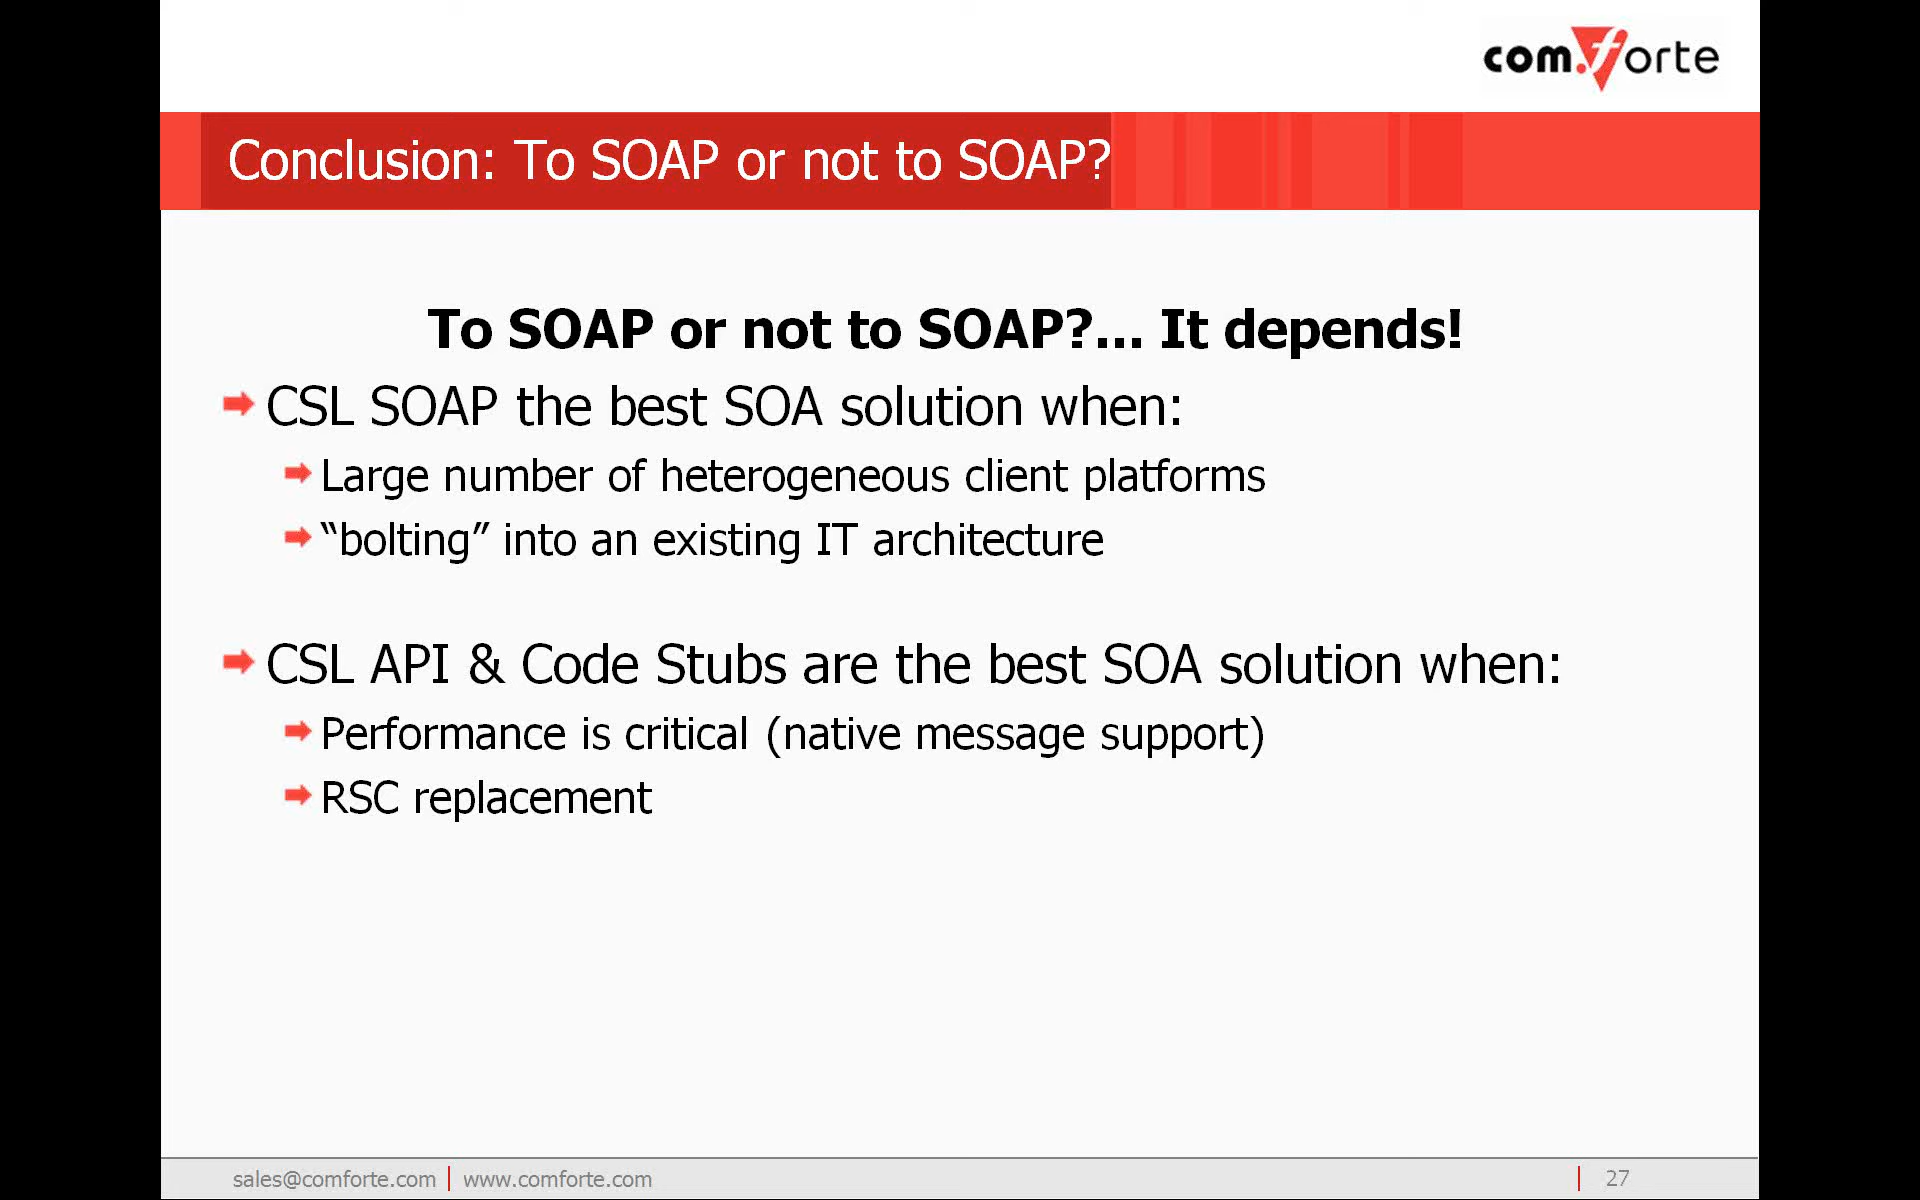 com.forte
Conclusion: To SOAP or not to SOAP?
To SOAP or not to SOAP?... It depends!
CSL SOAP the best SOA solution when:
Large number of heterogeneous client platforms
“bolting” into an existing IT architecture
CSL API & Code Stubs are the best SOA solution when:
Performance is critical (native message support)
RSC replacement
sales@comforte.com | www.comforte.com | 27